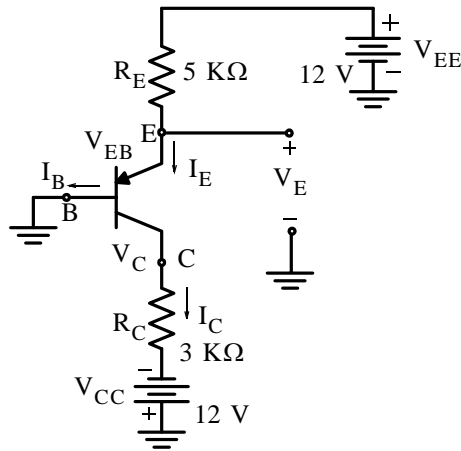 +
R_E 5 KΩ
12 V
V_EE
−
E
V_EB
I_E
+
V_E
−
I_B
B
V_C
C
R_C
I_C
3 KΩ
−
V_CC
+
12 V